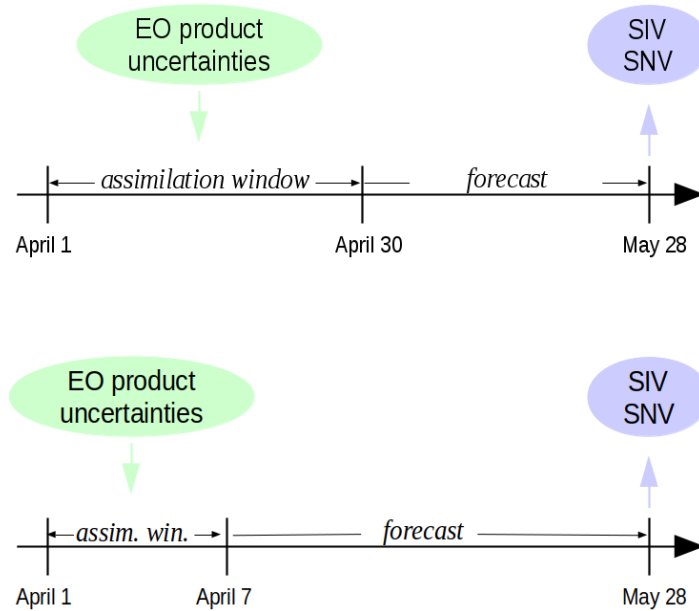 EO product
uncertainties
SIV
SNV
assimilation window
forecast
April 1
April 30
May 28
EO product
uncertainties
SIV
SNV
assim. win.
forecast
April 1
April 7
May 28